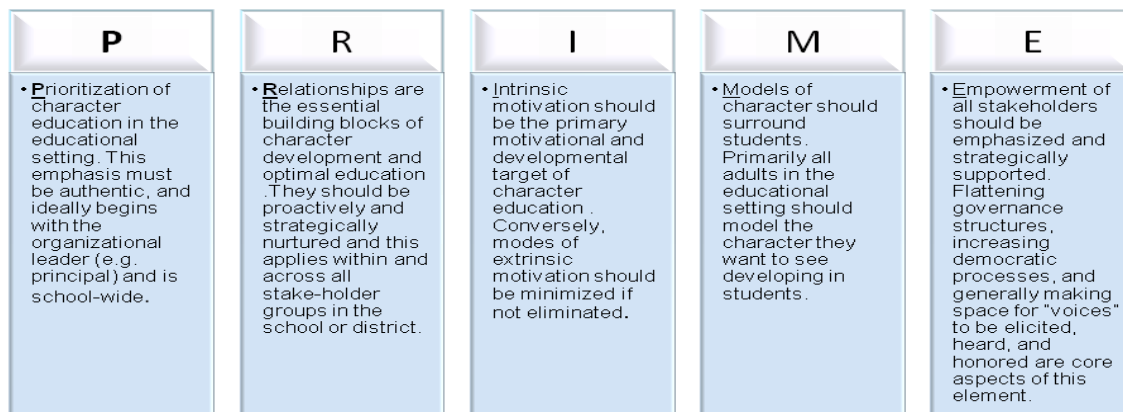 P
• Prioritization of
character
education in the
educational
setting. This
emphasis must
be authentic, and
ideally begins
with the
organizational
leader (e.g.
principal) and is
school-wide.
R
• Relationships are
the essential
building blocks of
character
development and
optimal education
.They should be
proactively and
strategically
nurtured and this
applies within and
across all
stake-holder
groups in the
school or district.
I
• Intrinsic
motivation should
be the primary
motivational and
developmental
target of
character
education .
Conversely,
modes of
extrinsic
motivation should
be minimized if
not eliminated.
M
• Models of
character should
surround
students.
Primarily all
adults in the
educational
setting should
model the
character they
want to see
developing in
students.
E
• Empowerment of
all stakeholders
should be
emphasized and
strategically
supported.
Flattening
governance
structures,
increasing
democratic
processes, and
generally making
space for "voices"
to be elicited,
heard, and
honored are core
aspects of this
element.